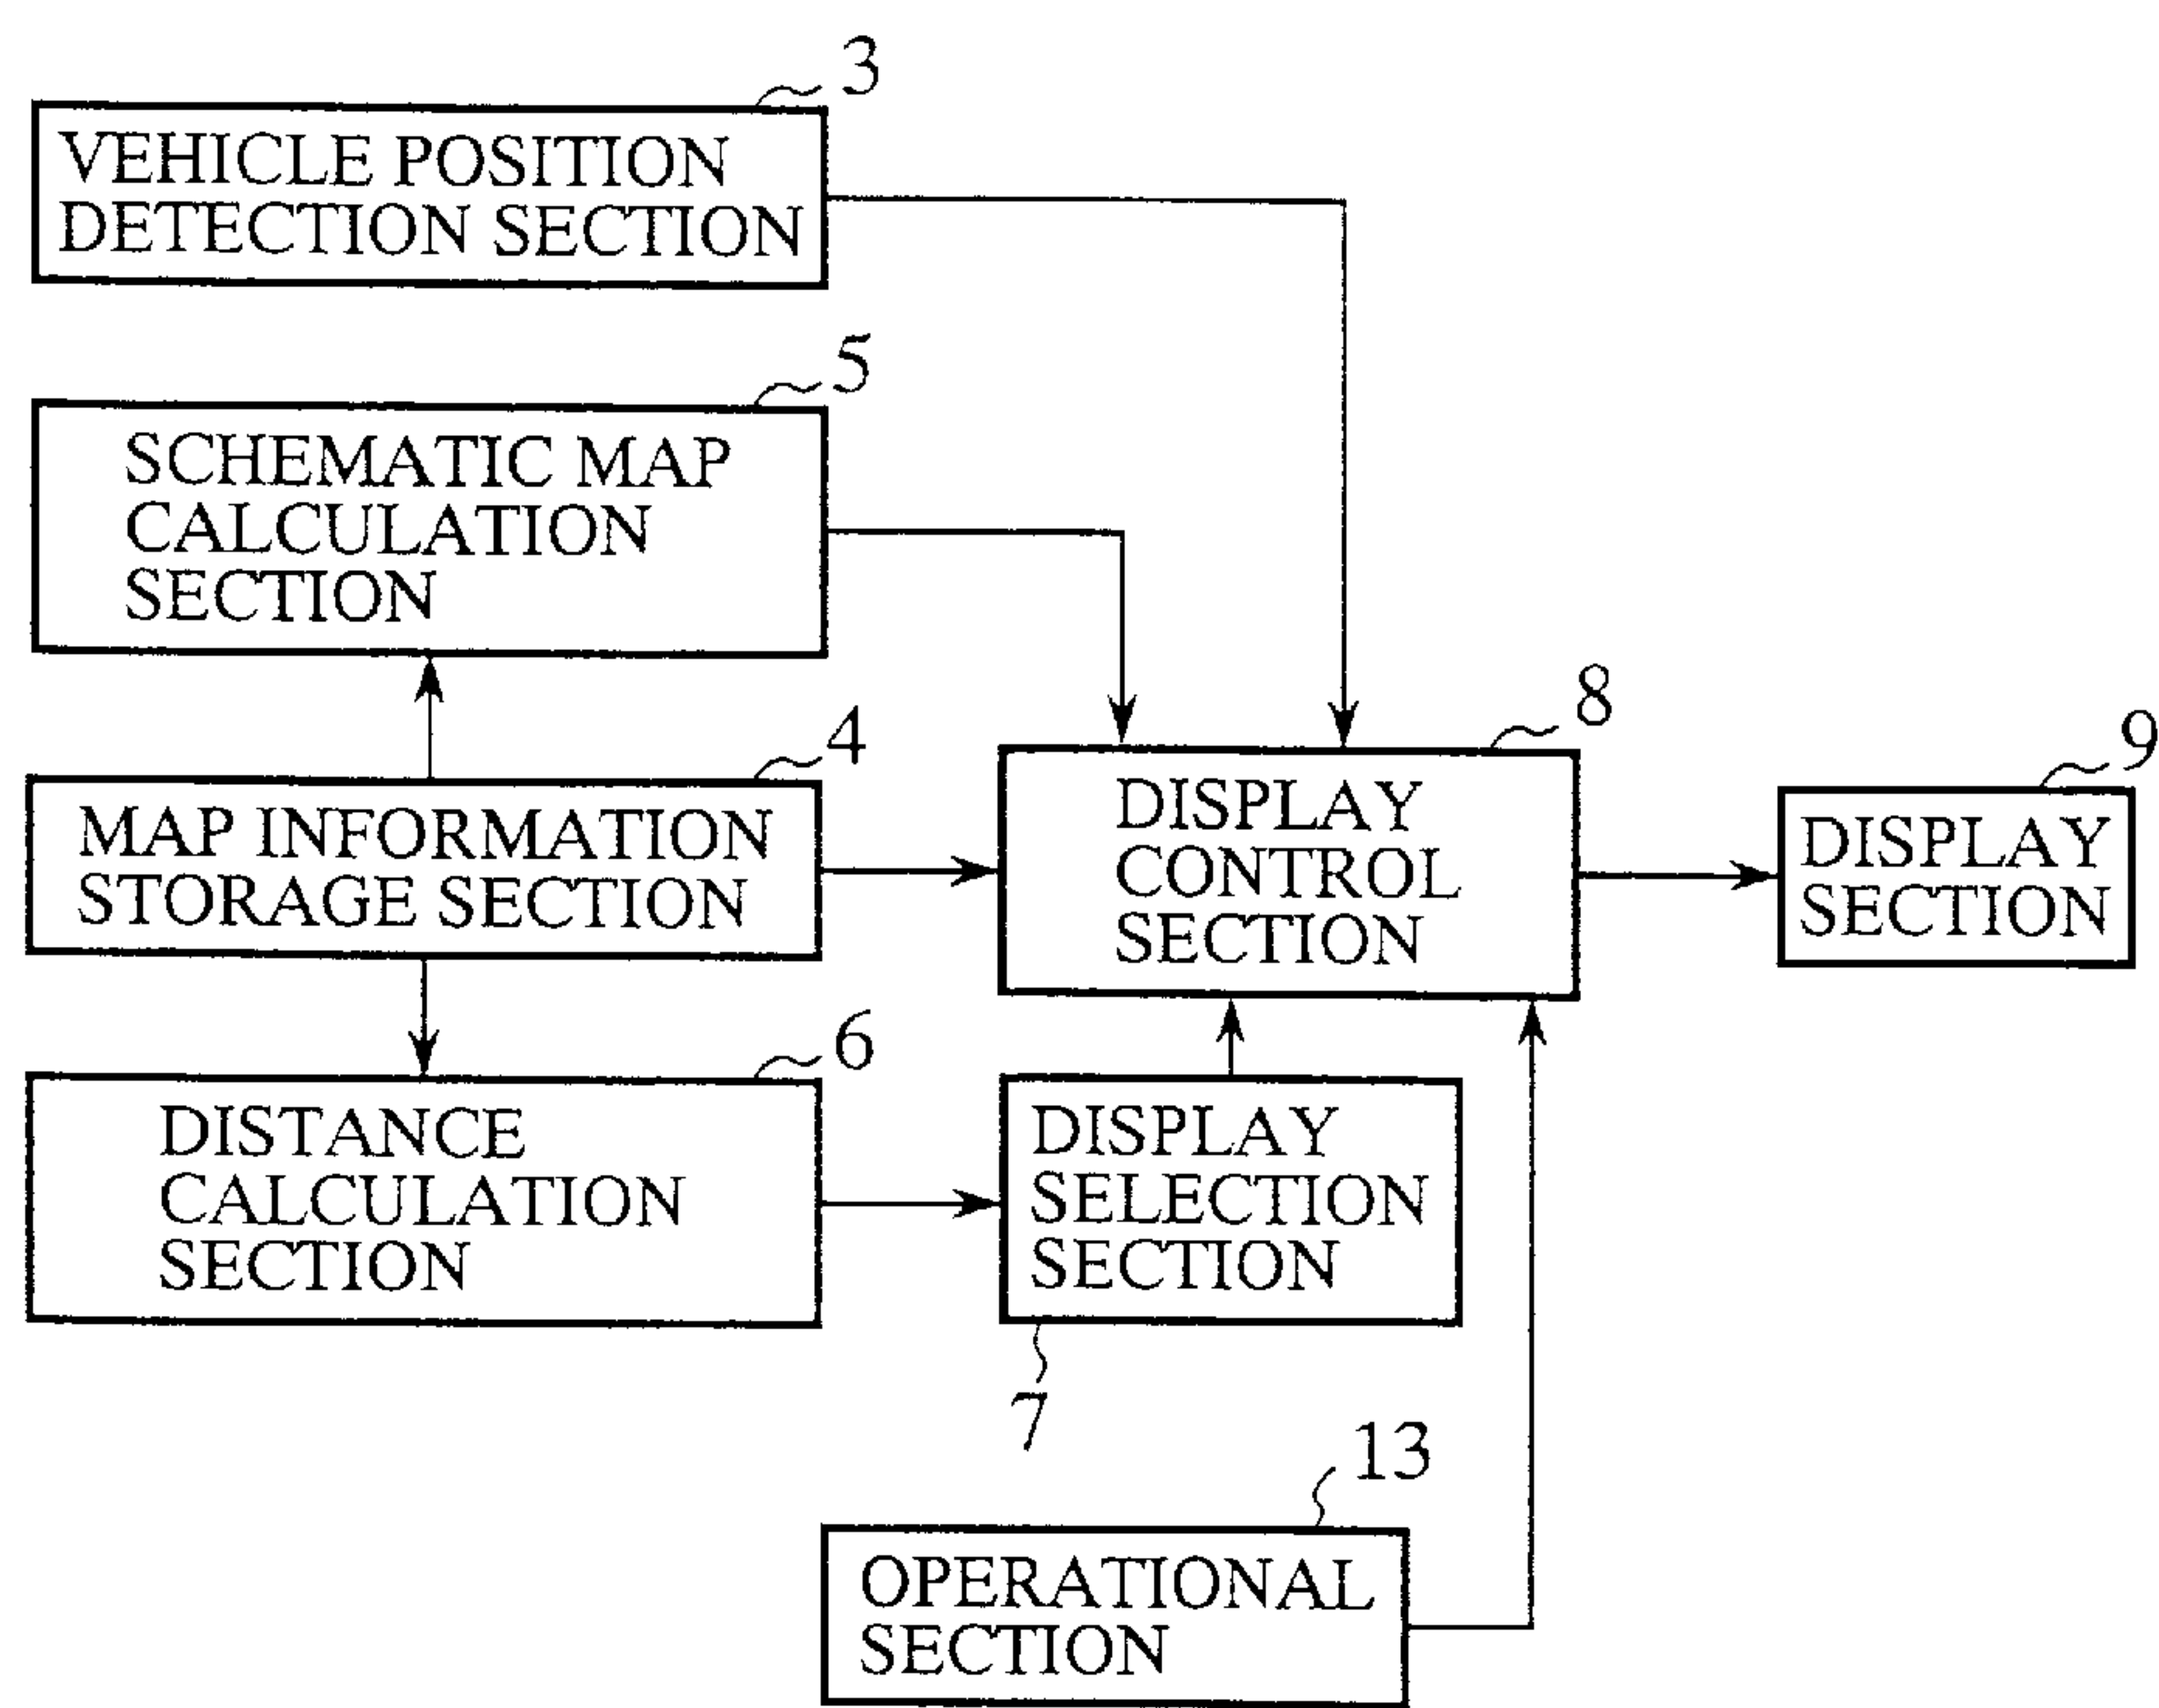 3
VEHICLE POSITION
DETECTION SECTION
5
SCHEMATIC MAP
CALCULATION
SECTION
4
MAP INFORMATION
STORAGE SECTION
8
DISPLAY
CONTROL
SECTION
9
DISPLAY
SECTION
6
DISTANCE
CALCULATION
SECTION
DISPLAY
SELECTION
SECTION
7
13
OPERATIONAL
SECTION